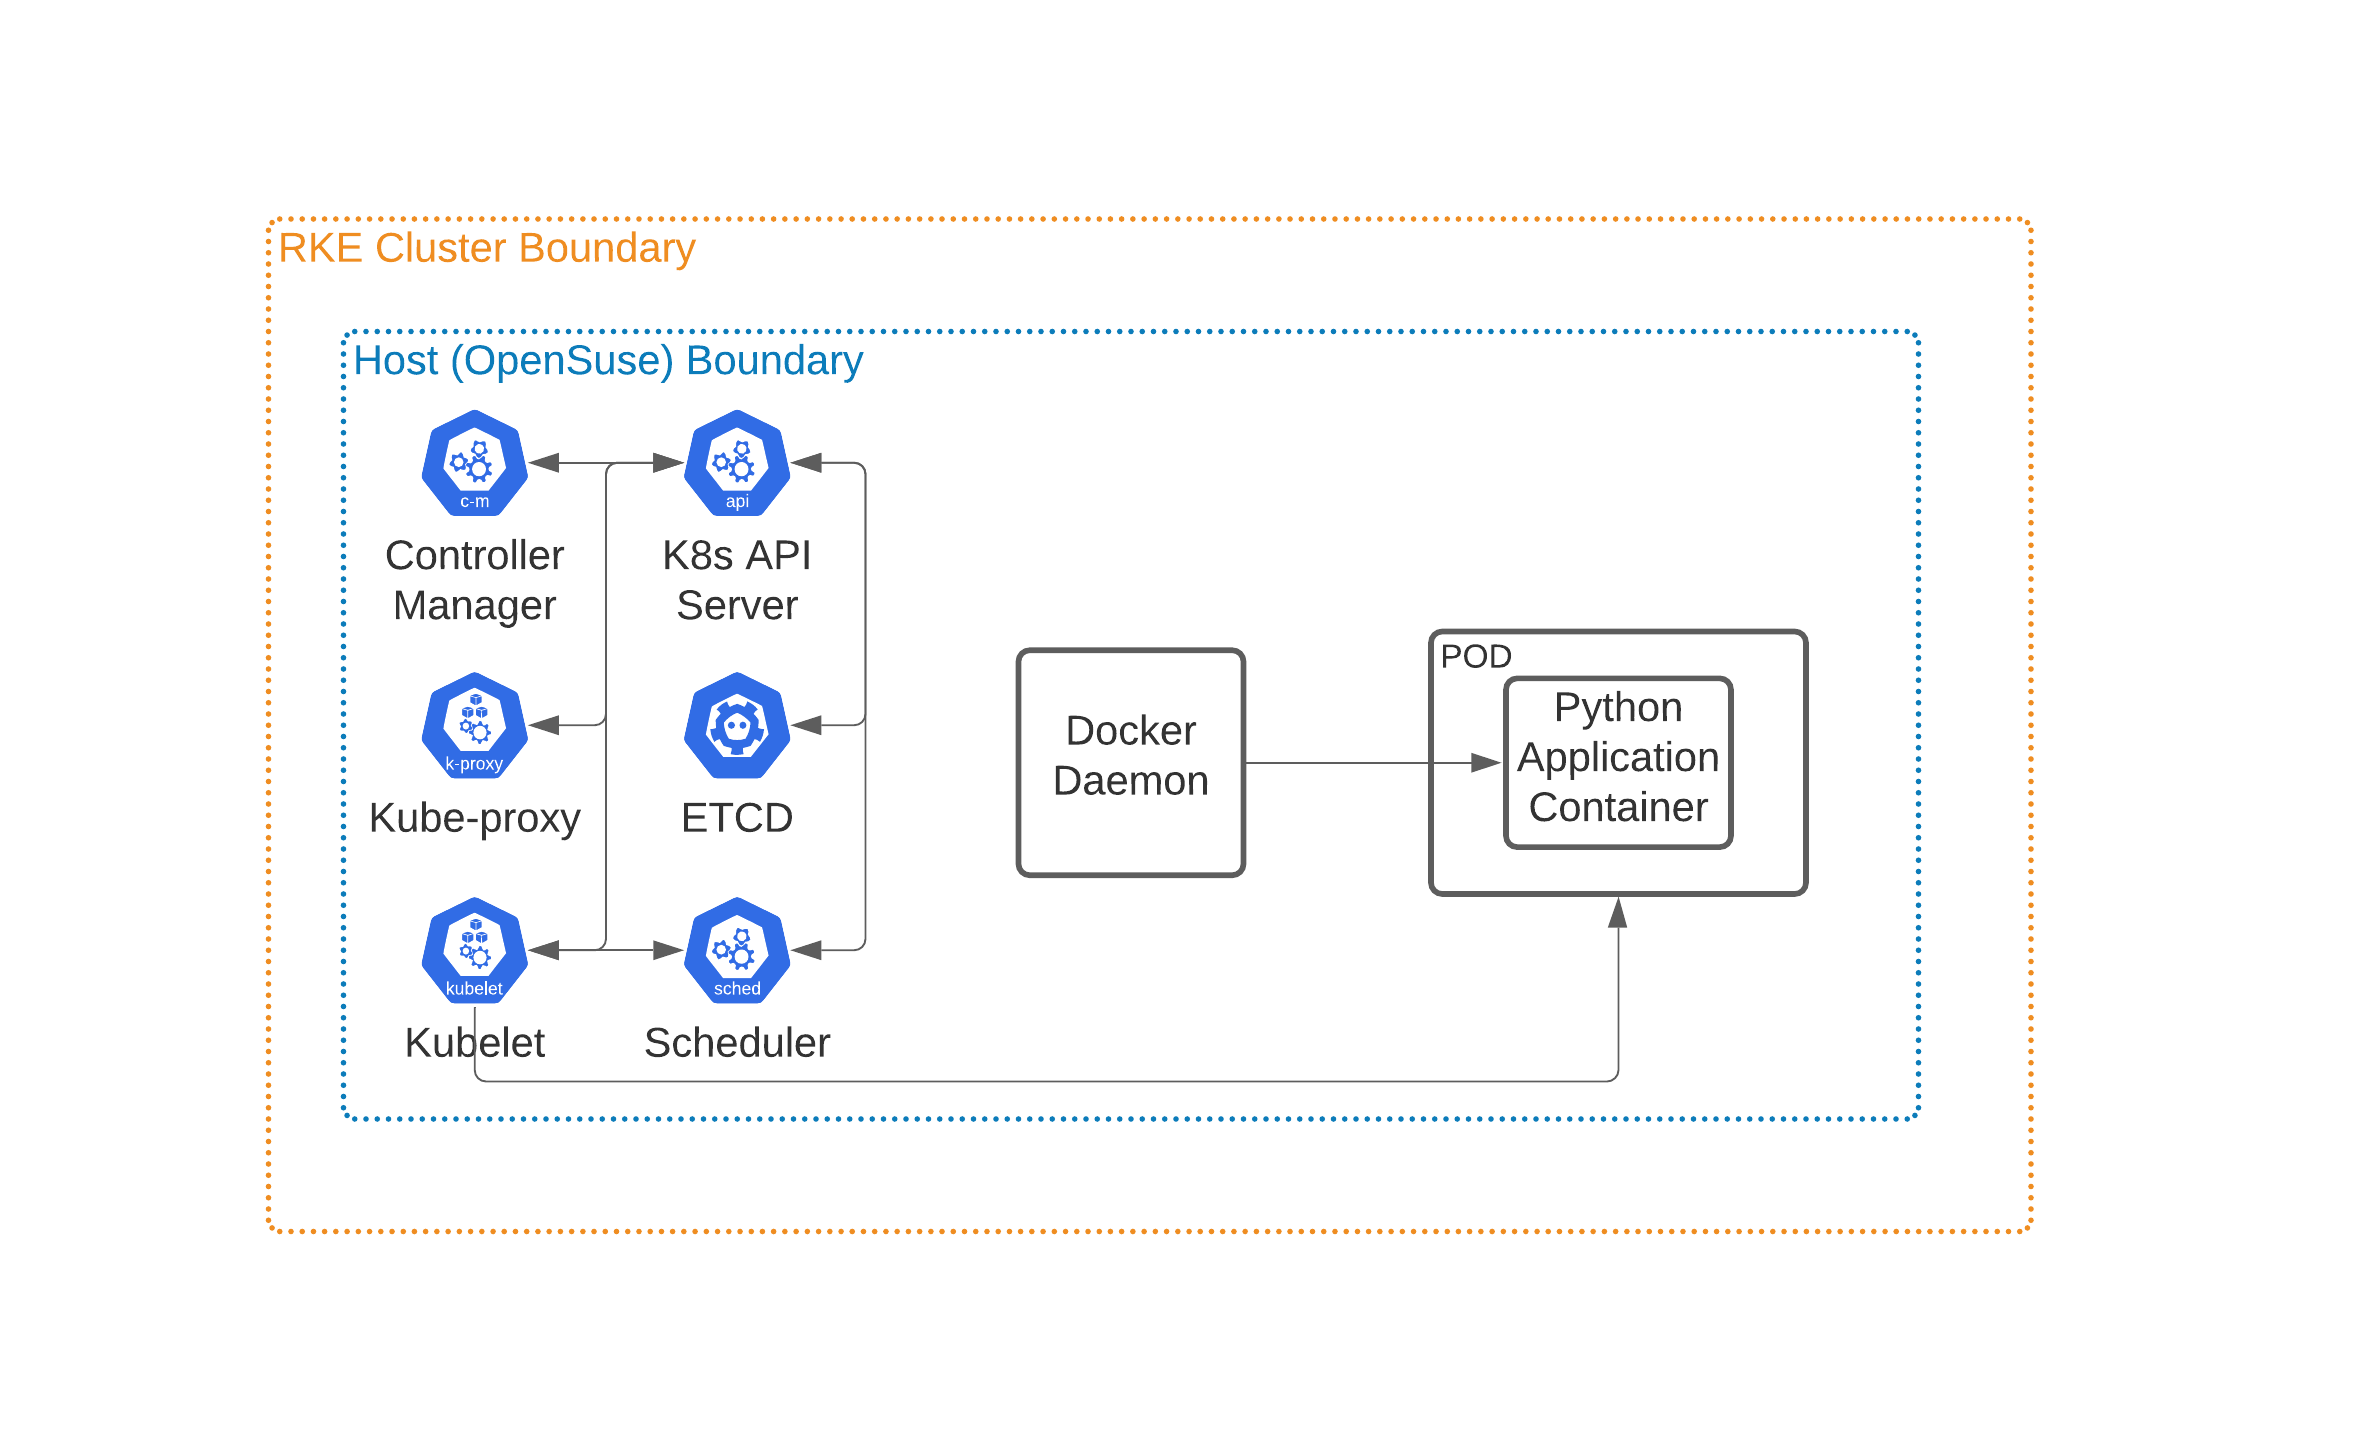 RKE Cluster Boundary
Host (OpenSuse) Boundary
c-m
Controller
Manager
api
K8s API
Server
k-proxy
Kube-proxy
ETCD
kubelet
Kubelet
sched
Scheduler
Docker
Daemon
POD
Python
Application
Container